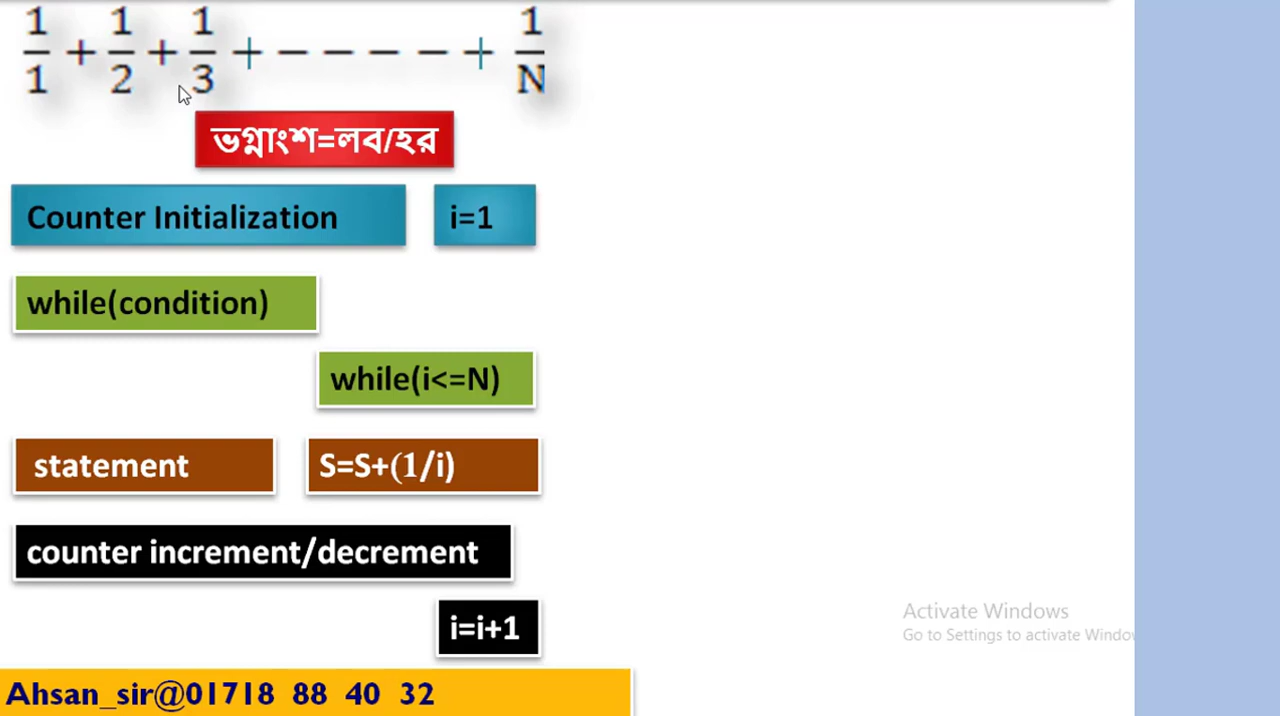 1/1 + 1/2 + 1/3 + - - - - + 1/N
ভগ্নাংশ=লব/হর
Counter Initialization i=1
while(condition)
while(i<=N)
statement S=S+(1/i)
counter increment/decrement
i=i+1
Activate Windows
Go to Settings to activate Windo
Ahsan_sir@01718 88 40 32